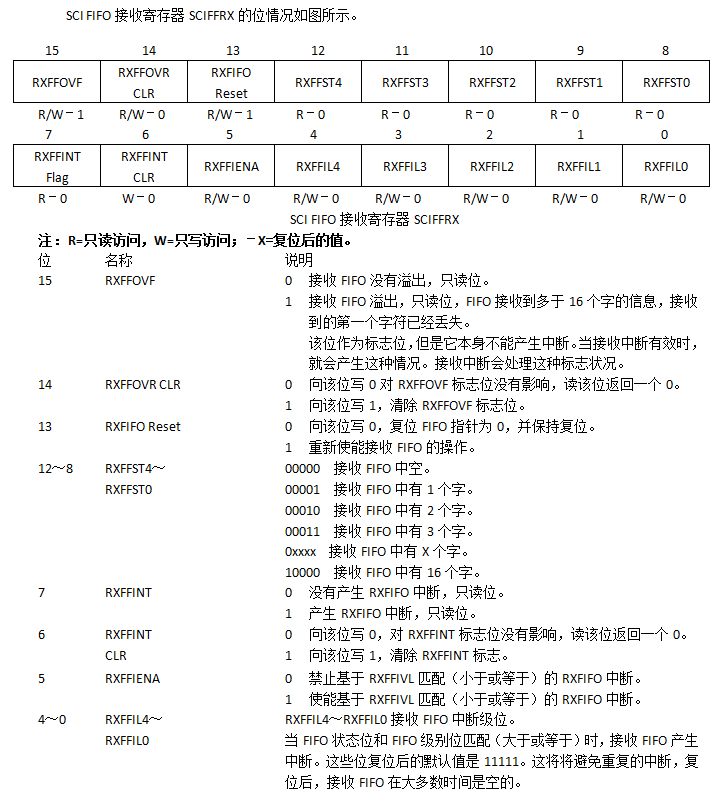 SCI FIFO 接收寄存器 SCIFFRX 的位情况如图所示。
15 14 13 12 11 10 9 8
RXFFOVF RXFFOVR CLR RXFIFO Reset RXFFST4 RXFFST3 RXFFST2 RXFFST1 RXFFST0
R/W－1 R/W－0 R/W－1 R－0 R－0 R－0 R－0 R－0
7 6 5 4 3 2 1 0
RXFFINT Flag RXFFINT CLR RXFFIENA RXFFIL4 RXFFIL3 RXFFIL2 RXFFIL1 RXFFIL0
R－0 W－0 R/W－0 R/W－0 R/W－0 R/W－0 R/W－0 R/W－0
SCI FIFO 接收寄存器 SCIFFRX
注：R=只读访问，W=只写访问；－X=复位后的值。
位 名称 说明
15 RXFFOVF 0 接收 FIFO 没有溢出，只读位。
1 接收 FIFO 溢出，只读位，FIFO 接收到多于 16 个字的信息，接收
到的第一个字符已经丢失。
该位作为标志位，但是它本身不能产生中断。当接收中断有效时，
就会产生这种情况。接收中断会处理这种标志状况。
14 RXFFOVR CLR 0 向该位写 0 对 RXFFOVF 标志位没有影响，读该位返回一个 0。
1 向该位写 1，清除 RXFFOVF 标志位。
13 RXFIFO Reset 0 向该位写 0，复位 FIFO 指针为 0，并保持复位。
1 重新使能接收 FIFO 的操作。
12～8 RXFFST4～ 00000 接收 FIFO 中空。
RXFFST0 00001 接收 FIFO 中有 1 个字。
00010 接收 FIFO 中有 2 个字。
00011 接收 FIFO 中有 3 个字。
0xxxx 接收 FIFO 中有 X 个字。
10000 接收 FIFO 中有 16 个字。
7 RXFFINT 0 没有产生 RXFIFO 中断，只读位。
1 产生 RXFIFO 中断，只读位。
6 RXFFINT 0 向该位写 0，对 RXFFINT 标志位没有影响，读该位返回一个 0。
CLR 1 向该位写 1，清除 RXFFINT 标志。
5 RXFFIENA 0 禁止基于 RXFFIVL 匹配（小于或等于）的 RXFIFO 中断。
1 使能基于 RXFFIVL 匹配（小于或等于）的 RXFIFO 中断。
4～0 RXFFIL4～ RXFFIL4～RXFFIL0 接收 FIFO 中断级位。
RXFFIL0 当 FIFO 状态位和 FIFO 级别位匹配（大于或等于）时，接收 FIFO 产生
中断。这些位复位后的默认值是 11111。这将将避免重复的中断，复
位后，接收 FIFO 在大多数时间是空的。